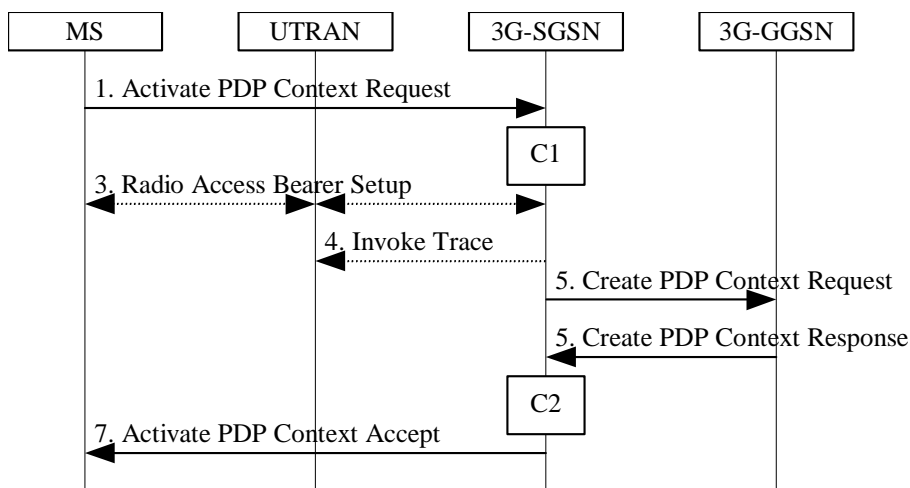 MS UTRAN 3G-SGSN 3G-GGSN
1. Activate PDP Context Request
C1
3. Radio Access Bearer Setup
4. Invoke Trace
5. Create PDP Context Request
5. Create PDP Context Response
C2
7. Activate PDP Context Accept